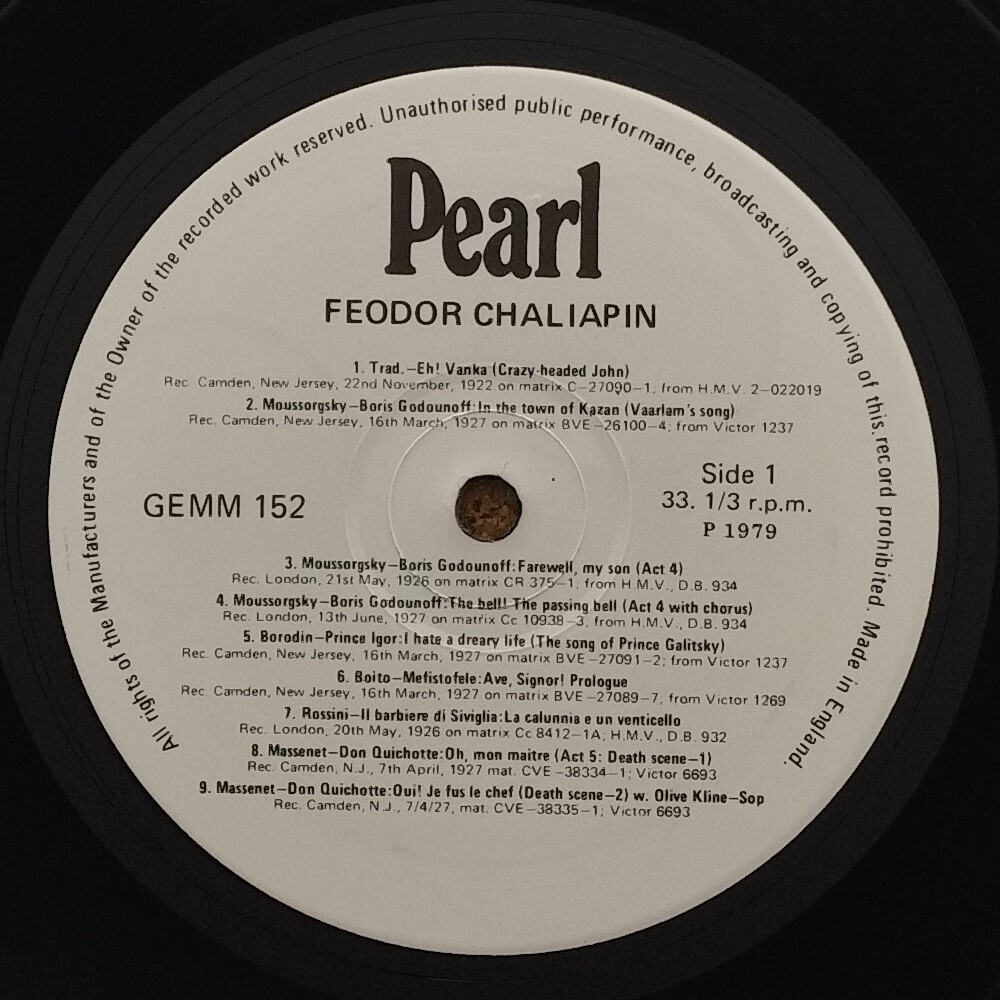 All rights of the Manufacturers and of the Owner of the recorded work reserved. Unauthorised public performance, broadcasting and copying of this record prohibited. Made in England.
Pearl
FEODOR CHALIAPIN
1. Trad.—Eh! Vanka (Crazy-headed John)
Rec. Camden, New Jersey, 22nd November, 1922 on matrix C-27090-1, from H.M.V. 2-022019
2. Moussorgsky—Boris Godounoff: In the town of Kazan (Vaarlam's song)
Rec. Camden, New Jersey, 16th March, 1927 on matrix BVE-26100-4; from Victor 1237
GEMM 152
Side 1
33. 1/3 r.p.m.
P 1979
3. Moussorgsky—Boris Godounoff: Farewell, my son (Act 4)
Rec. London, 21st May, 1926 on matrix CR 375-1, from H.M.V., D.B. 934
4. Moussorgsky—Boris Godounoff: The bell! The passing bell (Act 4 with chorus)
Rec. London, 13th June, 1927 on matrix Cc 10938-3, from H.M.V., D.B. 934
5. Borodin—Prince Igor: I hate a dreary life (The song of Prince Galitsky)
Rec. Camden, New Jersey, 16th March, 1927 on matrix BVE-27091-2; from Victor 1237
6. Boito—Mefistofele: Ave, Signor! Prologue
Rec. Camden, New Jersey, 16th March, 1927 on matrix BVE-27089-7, from Victor 1269
7. Rossini—Il barbiere di Siviglia: La calunnia e un venticello
Rec. London, 20th May, 1926 on matrix Cc 8412-1A; H.M.V., D.B. 932
8. Massenet—Don Quichotte: Oh, mon maitre (Act 5: Death scene-1)
Rec. Camden, N.J., 7th April, 1927 mat. CVE-38334-1; Victor 6693
9. Massenet—Don Quichotte: Oui! Je fus le chef (Death scene-2) w. Olive Kline-Sop
Rec. Camden, N.J., 7/4/27, mat. CVE-38335-1; Victor 6693